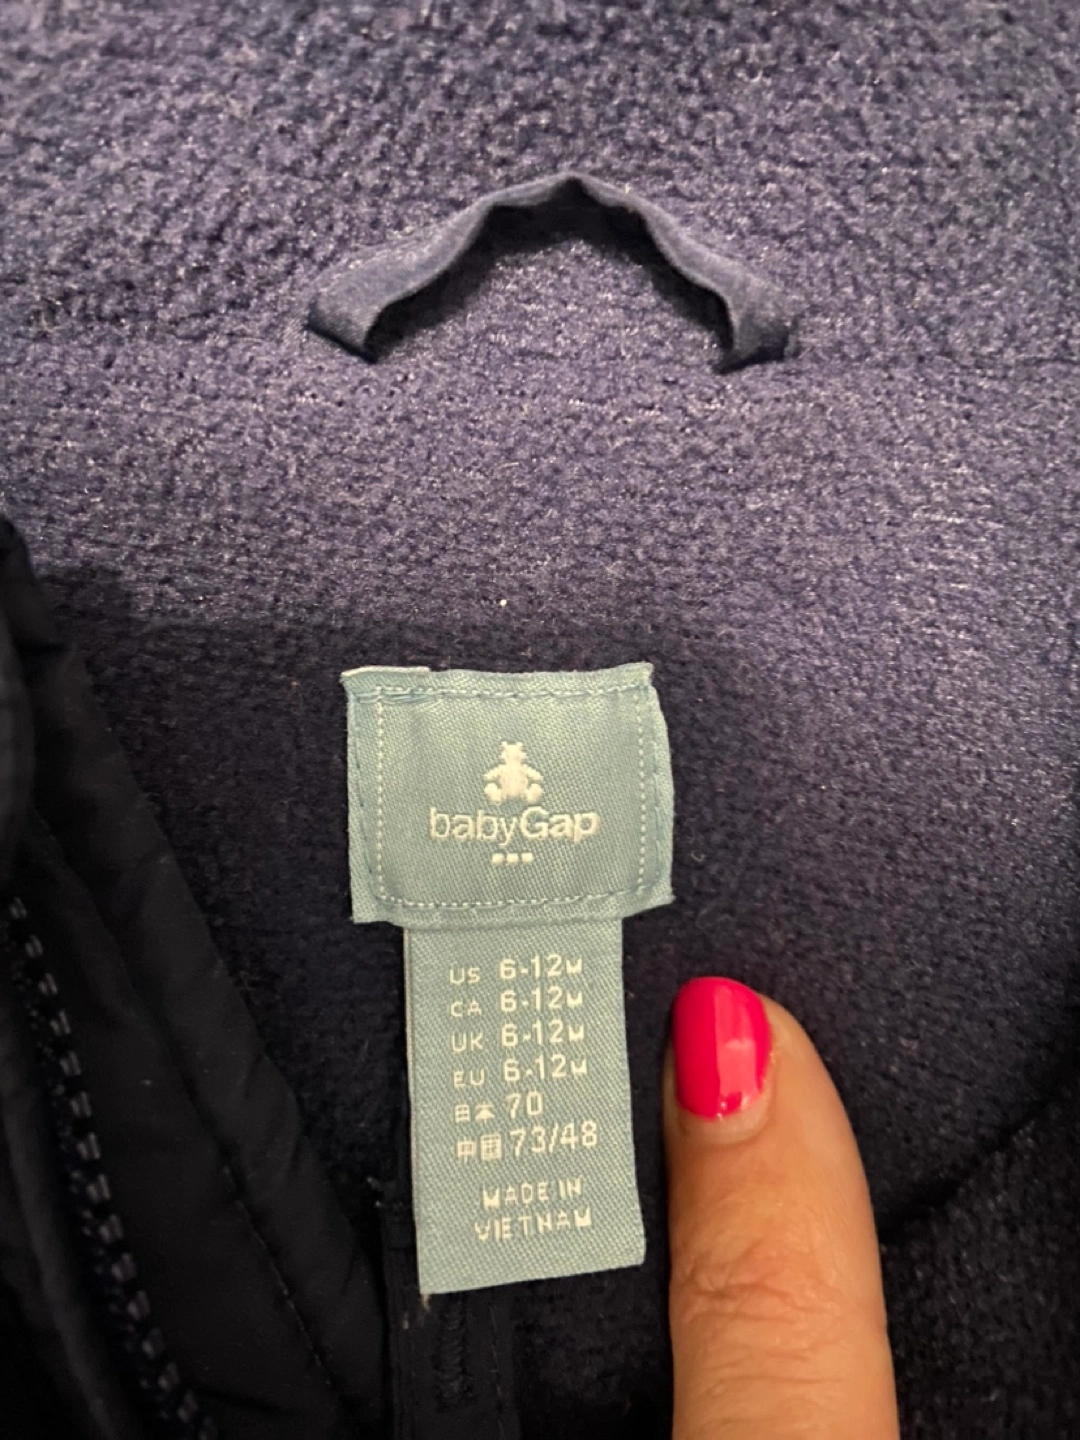 babyGap
US 6-12M
CA 6-12M
UK 6-12M
EU 6-12M
日本 70
中國 73/48
MADE IN
VIETNAM